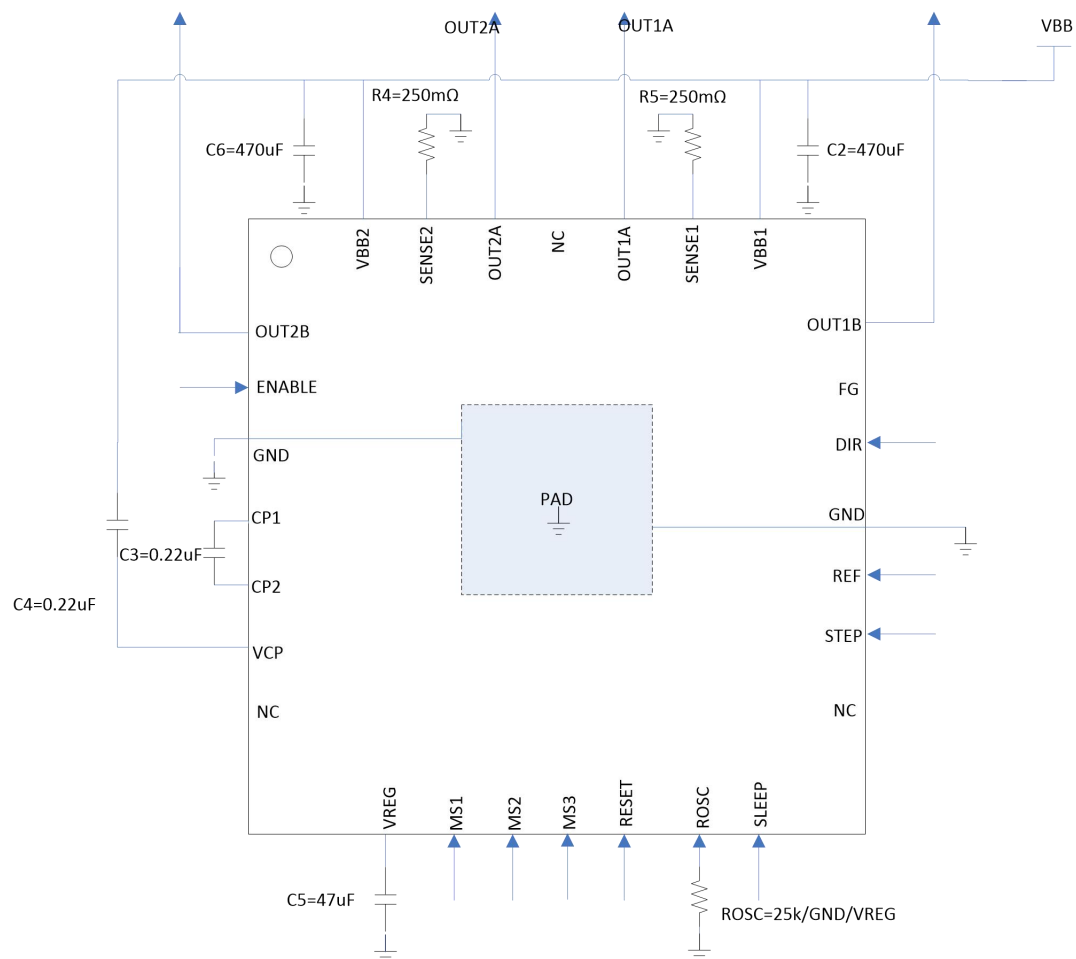 OUT2A
OUT1A
VBB
R4=250mΩ
R5=250mΩ
C6=470uF
C2=470uF
VBB2
SENSE2
OUT2A
NC
OUT1A
SENSE1
VBB1
OUT2B
OUT1B
ENABLE
FG
DIR
GND
PAD
GND
CP1
C3=0.22uF
CP2
REF
C4=0.22uF
STEP
VCP
NC
NC
VREG
MS1
MS2
MS3
RESET
ROSC
SLEEP
C5=47uF
ROSC=25k/GND/VREG